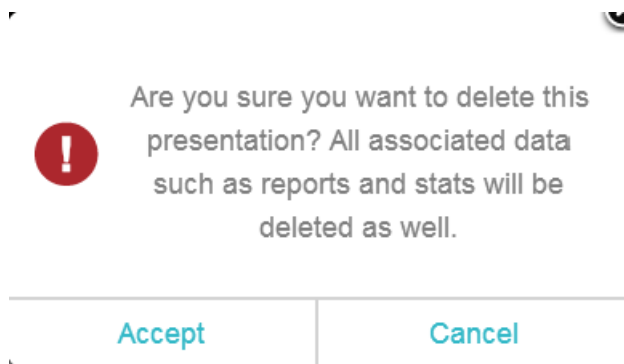 Are you sure you want to delete this
presentation? All associated data
such as reports and stats will be
deleted as well.
Accept
Cancel